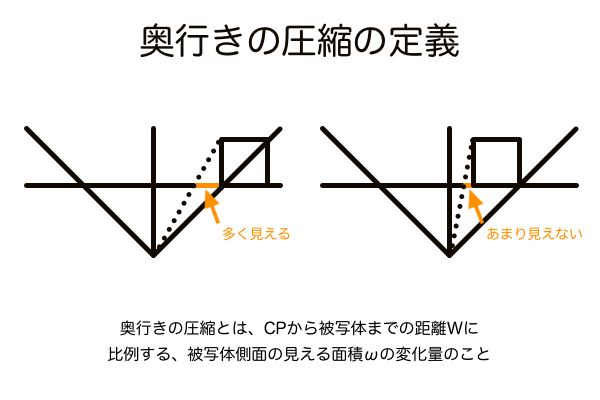 奥行きの圧縮の定義
多く見える
あまり見えない
奥行きの圧縮とは、CPから被写体までの距離Wに
比例する、被写体側面の見える面積ωの変化量のこと